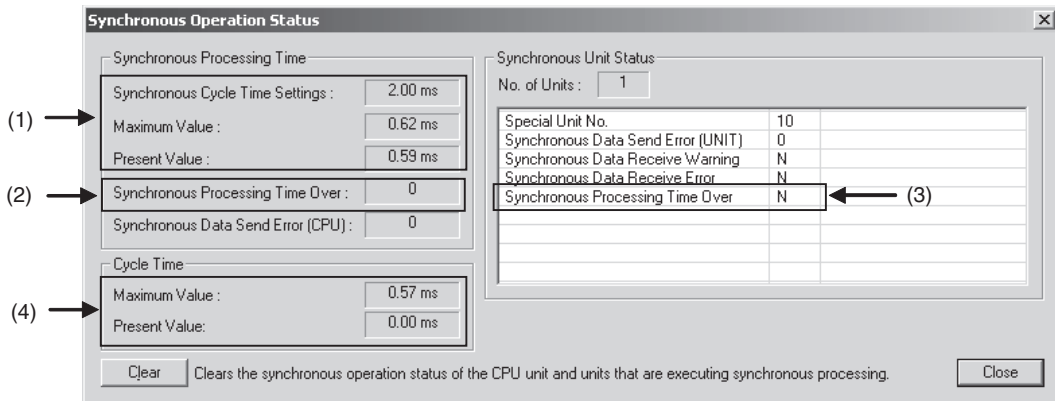 Synchronous Operation Status
Synchronous Processing Time
Synchronous Cycle Time Settings : 2.00 ms
Maximum Value : 0.62 ms
Present Value : 0.59 ms
(1)
Synchronous Processing Time Over : 0
(2)
Synchronous Data Send Error (CPU) : 0
Cycle Time
Maximum Value : 0.57 ms
Present Value: 0.00 ms
(4)
Synchronous Unit Status
No. of Units : 1
Special Unit No. 10
Synchronous Data Send Error (UNIT) 0
Synchronous Data Receive Warning N
Synchronous Data Receive Error N
Synchronous Processing Time Over N
(3)
Clear Clears the synchronous operation status of the CPU unit and units that are executing synchronous processing. Close